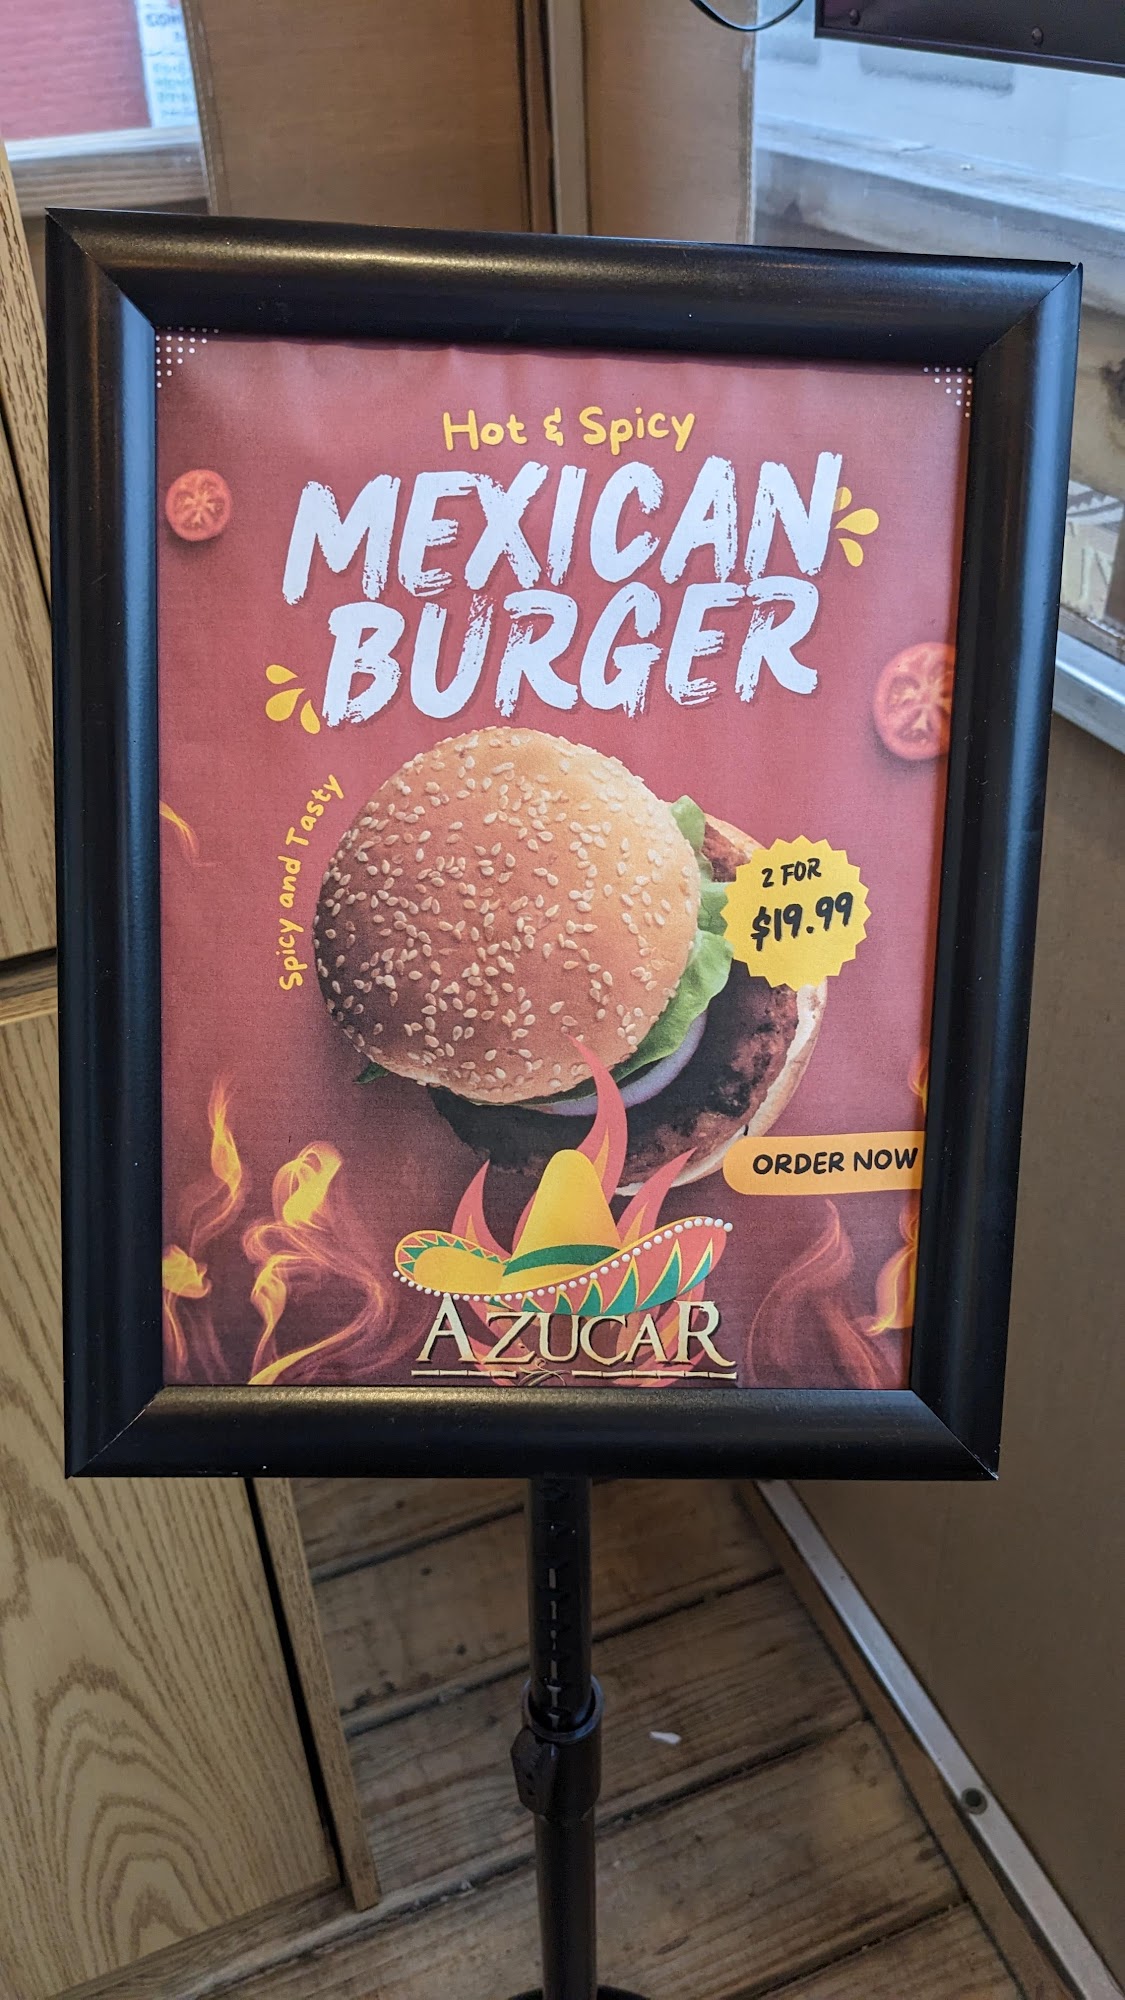 Hot & Spicy
MEXICAN
BURGER
Spicy and Tasty
2 FOR
$19.99
ORDER NOW
AZUCAR